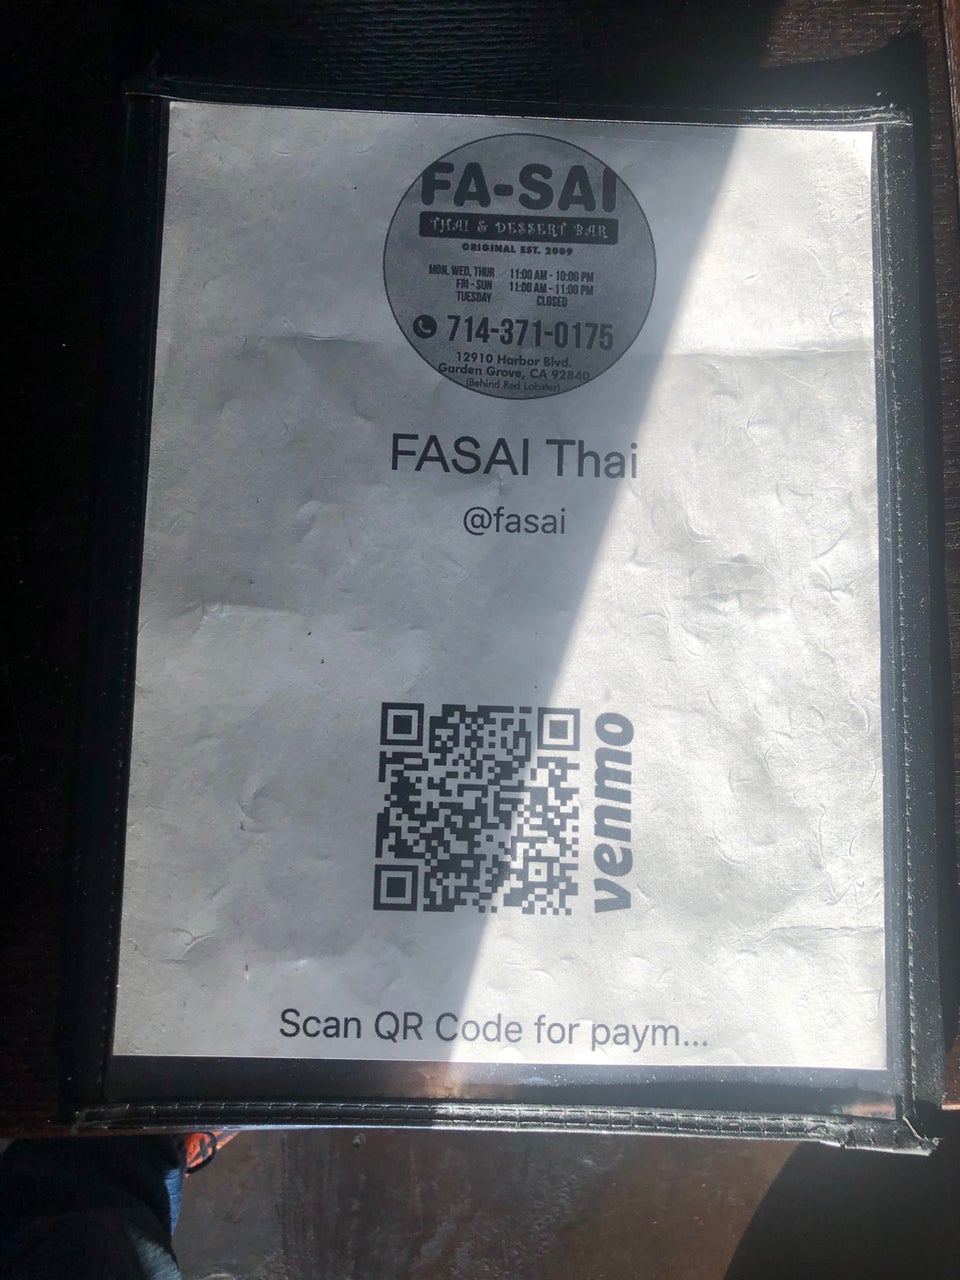 FA-SAI
THAI & DESSERT BAR
ORIGINAL EST. 2009
MON, WED, THUR 11:00 AM - 10:00 PM
FRI - SUN 11:00 AM - 11:00 PM
TUESDAY CLOSED
714-371-0175
12910 Harbor Blvd.
Garden Grove, CA 92840
(Behind Red Lobster)
FASAI Thai
@fasai
venmo
Scan QR Code for paym...